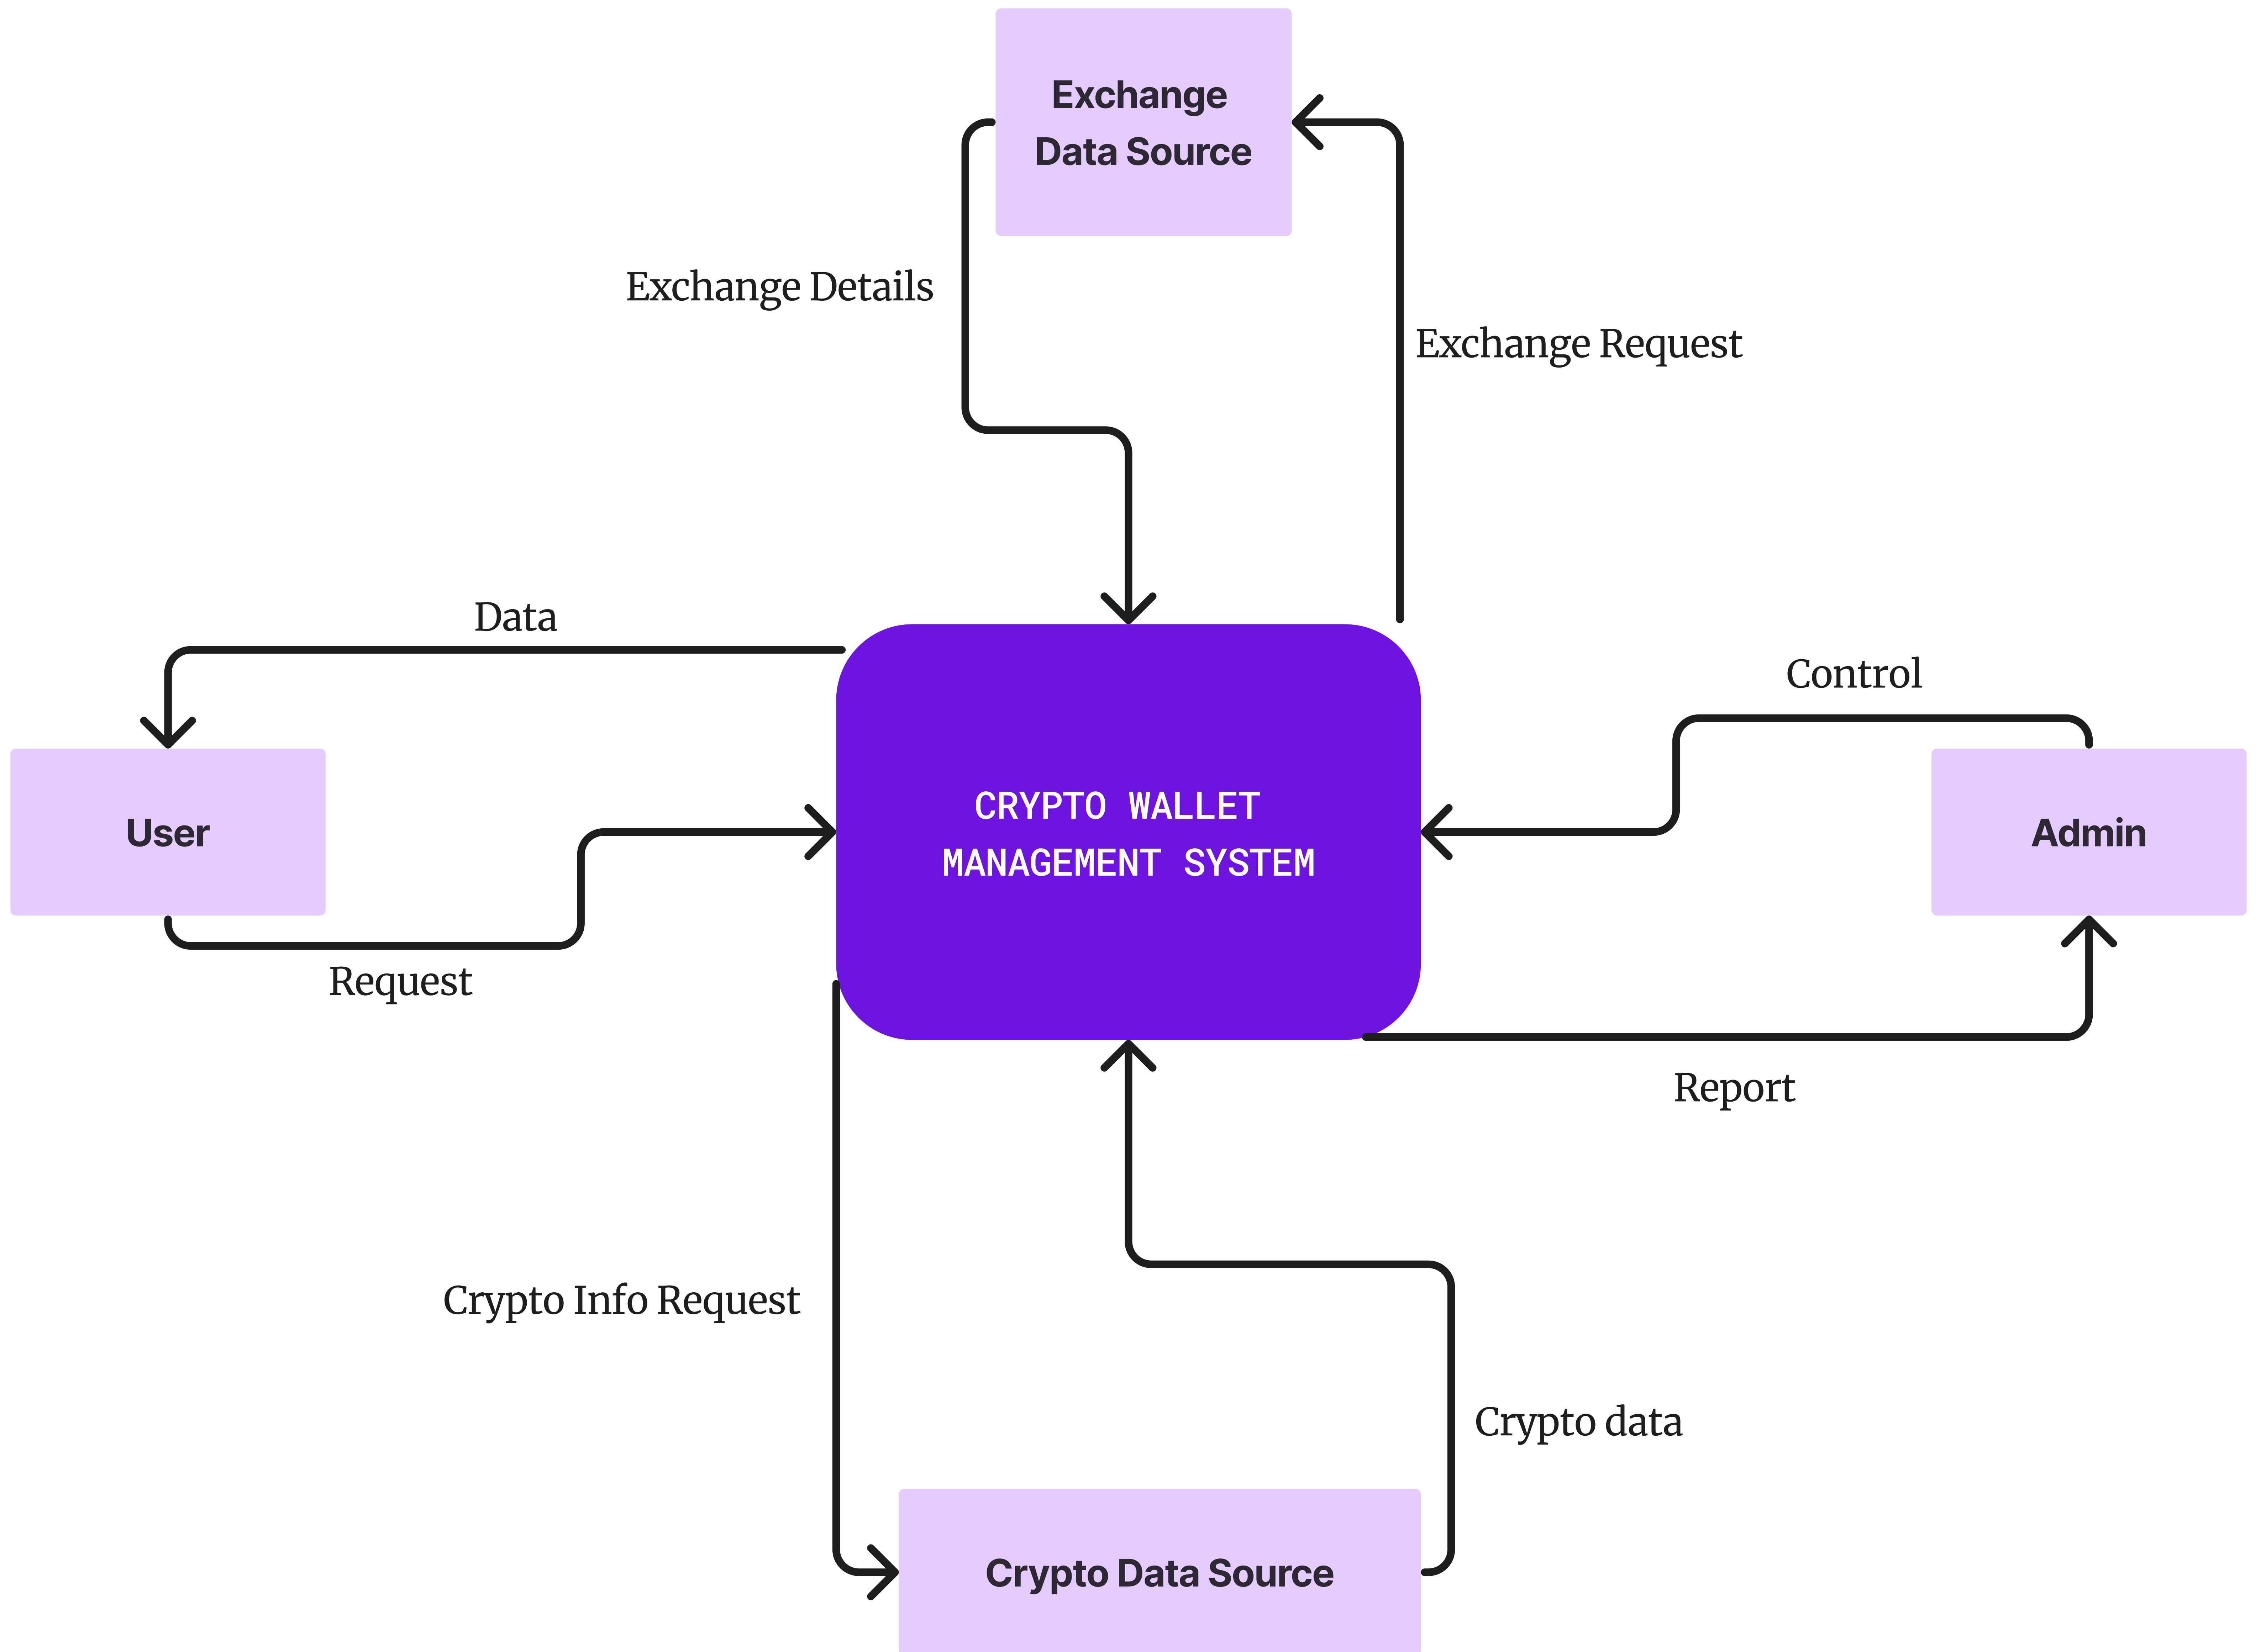 Exchange
Data Source
Exchange Details
Exchange Request
Data
Control
CRYPTO WALLET
MANAGEMENT SYSTEM
User
Admin
Request
Report
Crypto Info Request
Crypto data
Crypto Data Source